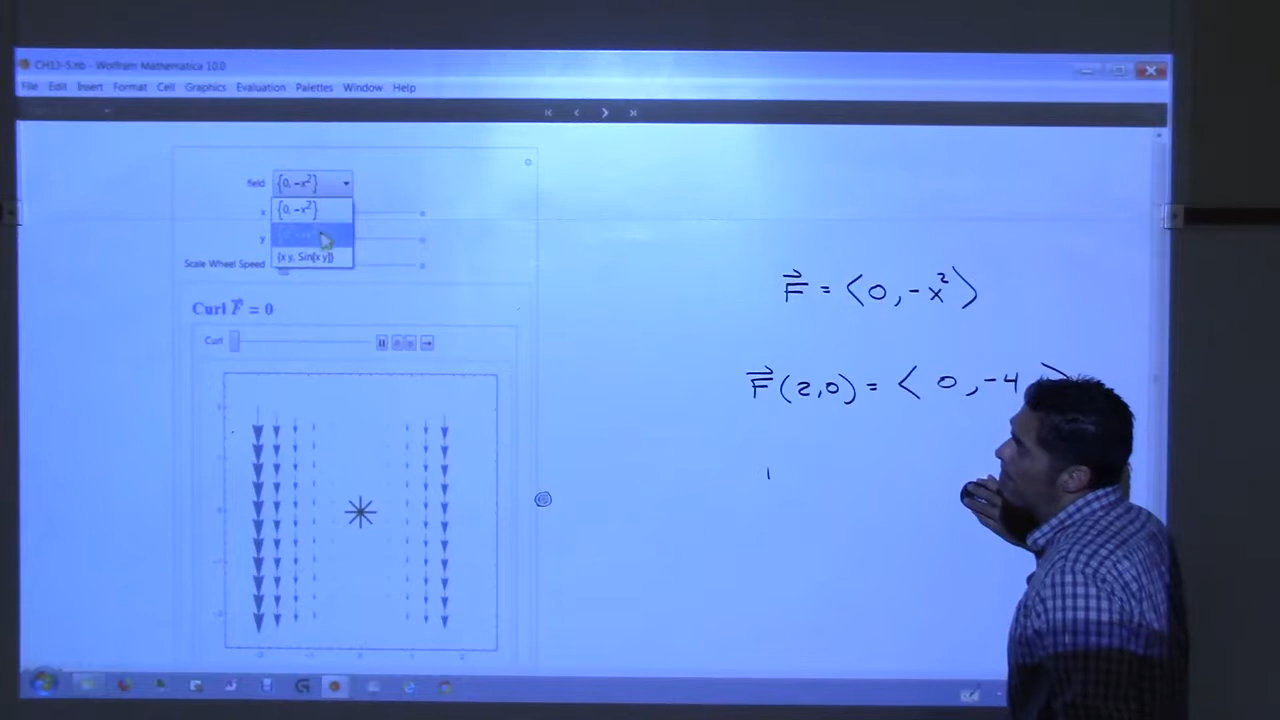 CH13-5.nb - Wolfram Mathematica 10.0
File Edit Insert Format Cell Graphics Evaluation Palettes Window Help
field {0, -x²}
{0, -x²}
{x y, Sin[x y]}
x
y
Scale Wheel Speed
Curl F⃗ = 0
Curl
F⃗ = ⟨0, -x²⟩
F⃗(2,0) = ⟨0, -4⟩